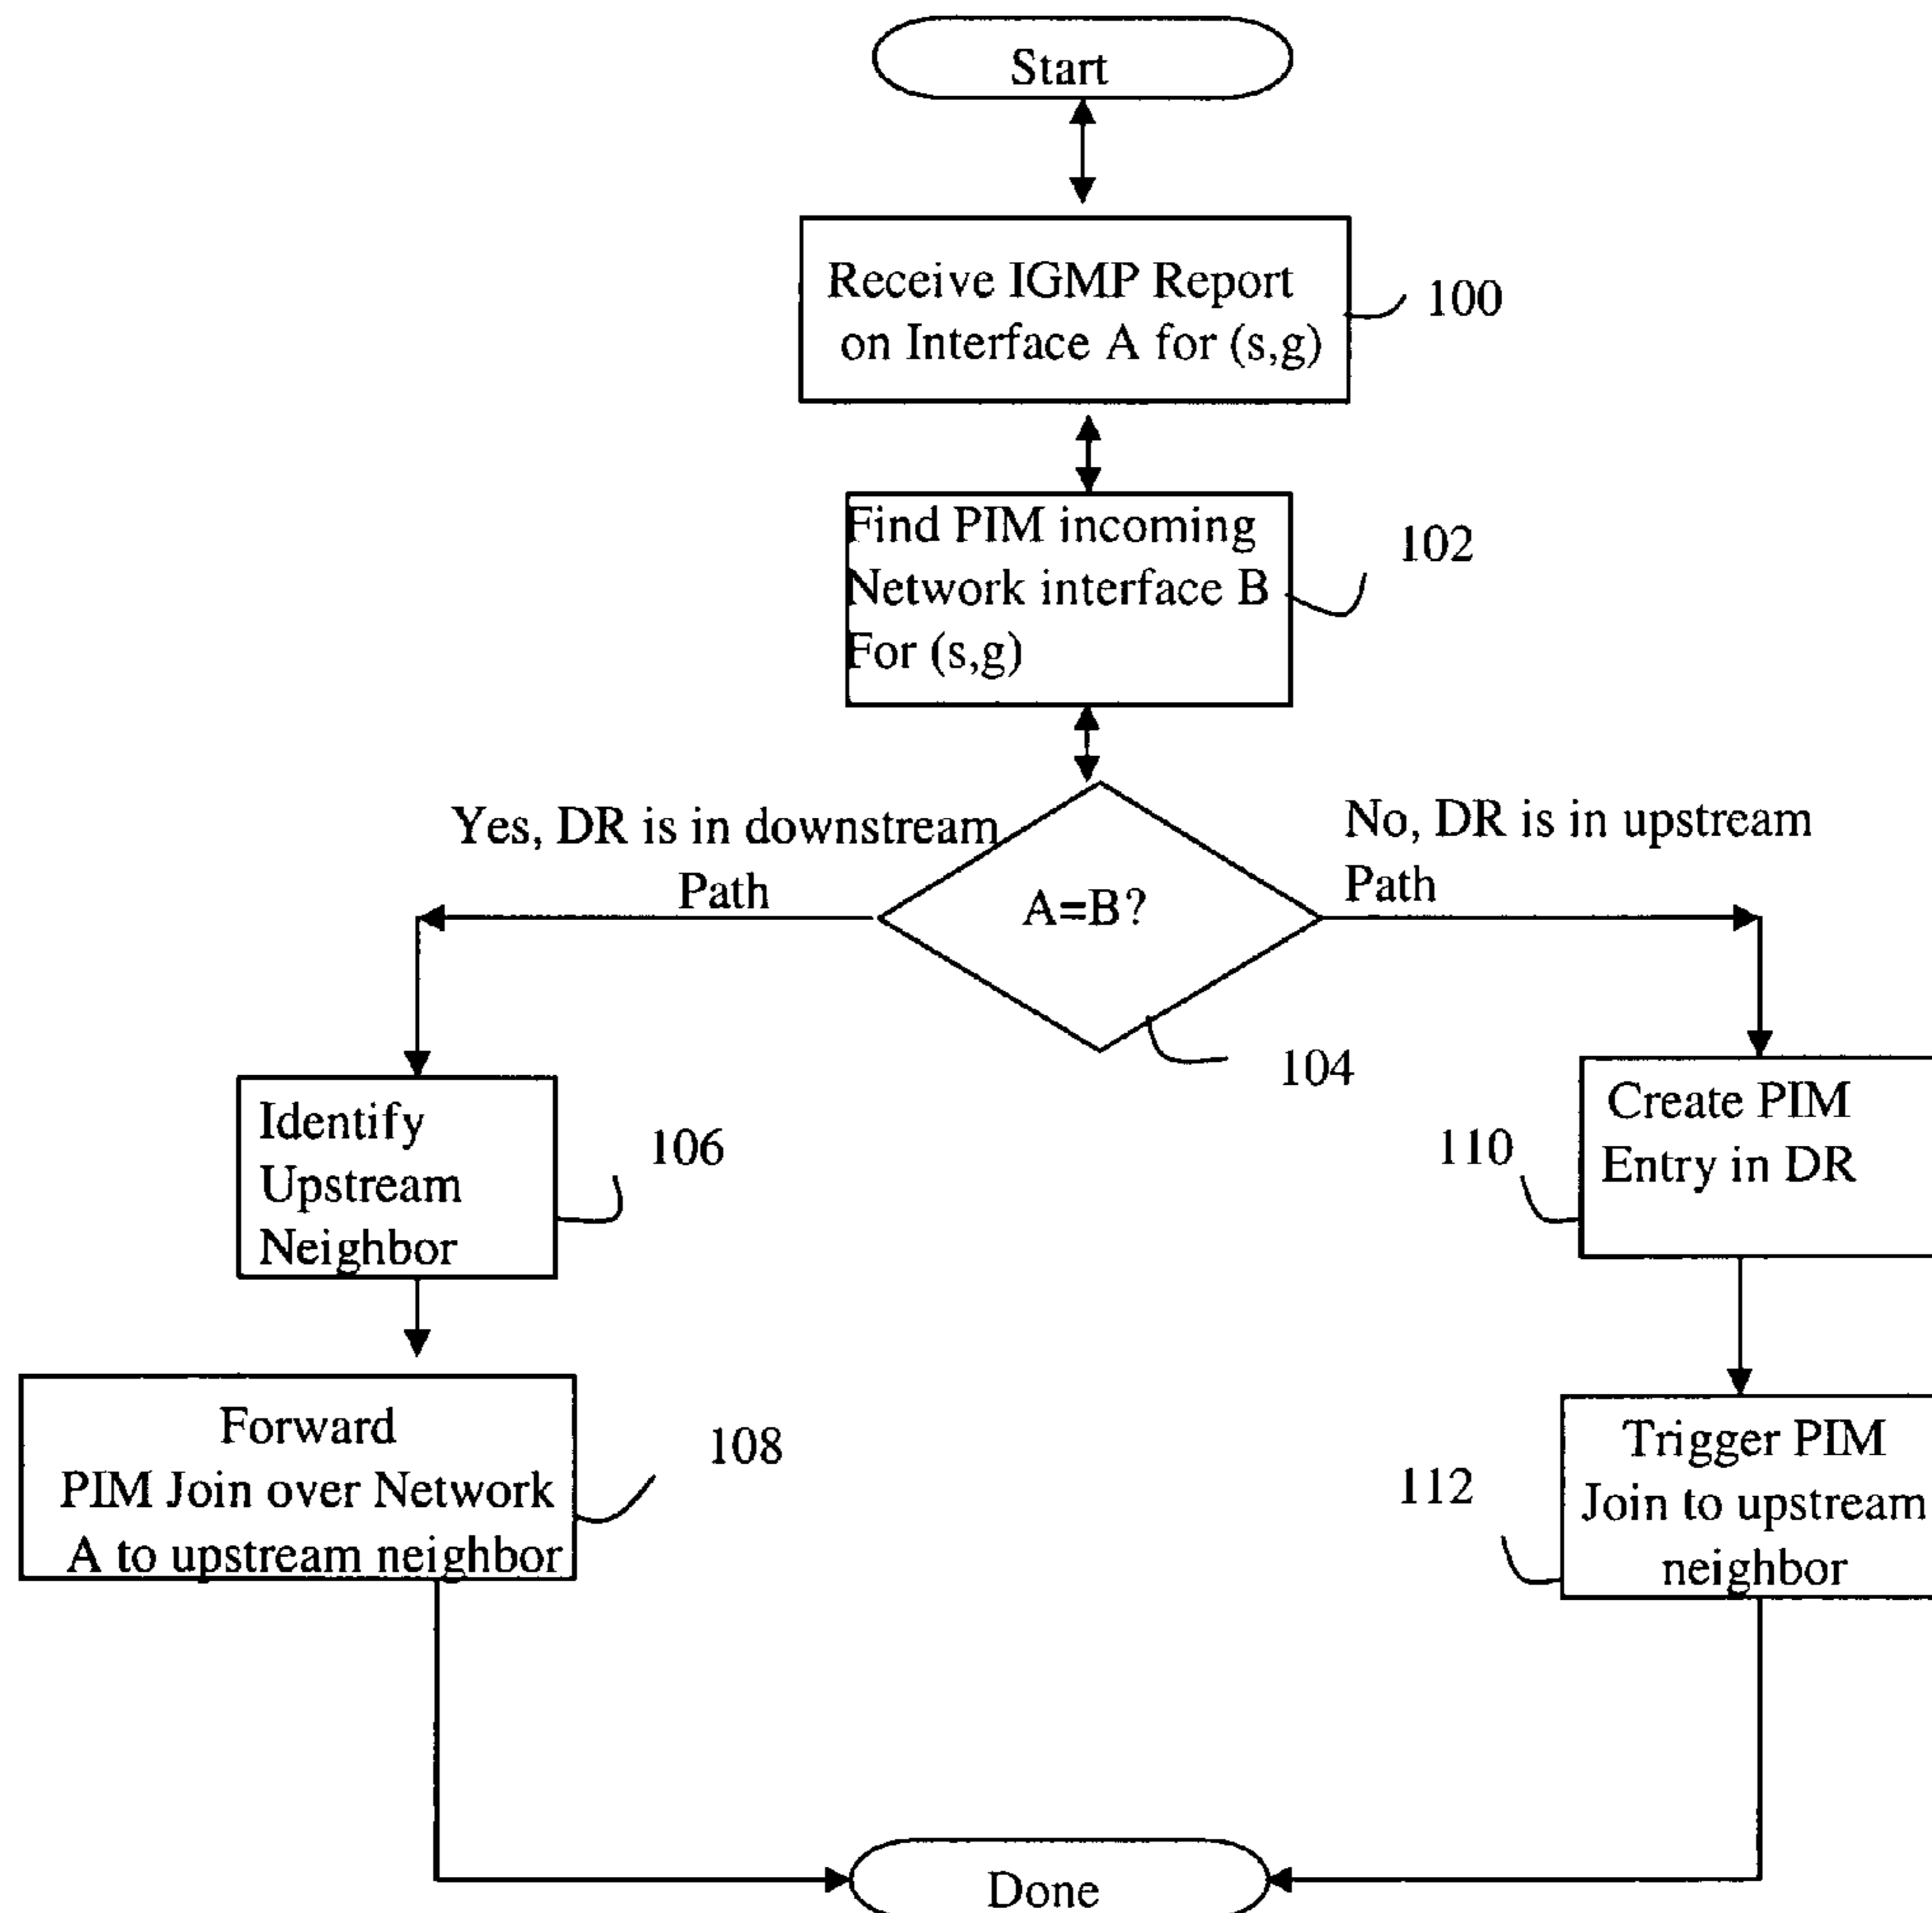 Start
Receive IGMP Report
on Interface A for (s,g)
100
Find PIM incoming
Network interface B
For (s,g)
102
Yes, DR is in downstream
Path
A=B?
No, DR is in upstream
Path
104
Identify
Upstream
Neighbor
106
110
Create PIM
Entry in DR
Forward
PIM Join over Network
A to upstream neighbor
108
112
Trigger PIM
Join to upstream
neighbor
Done